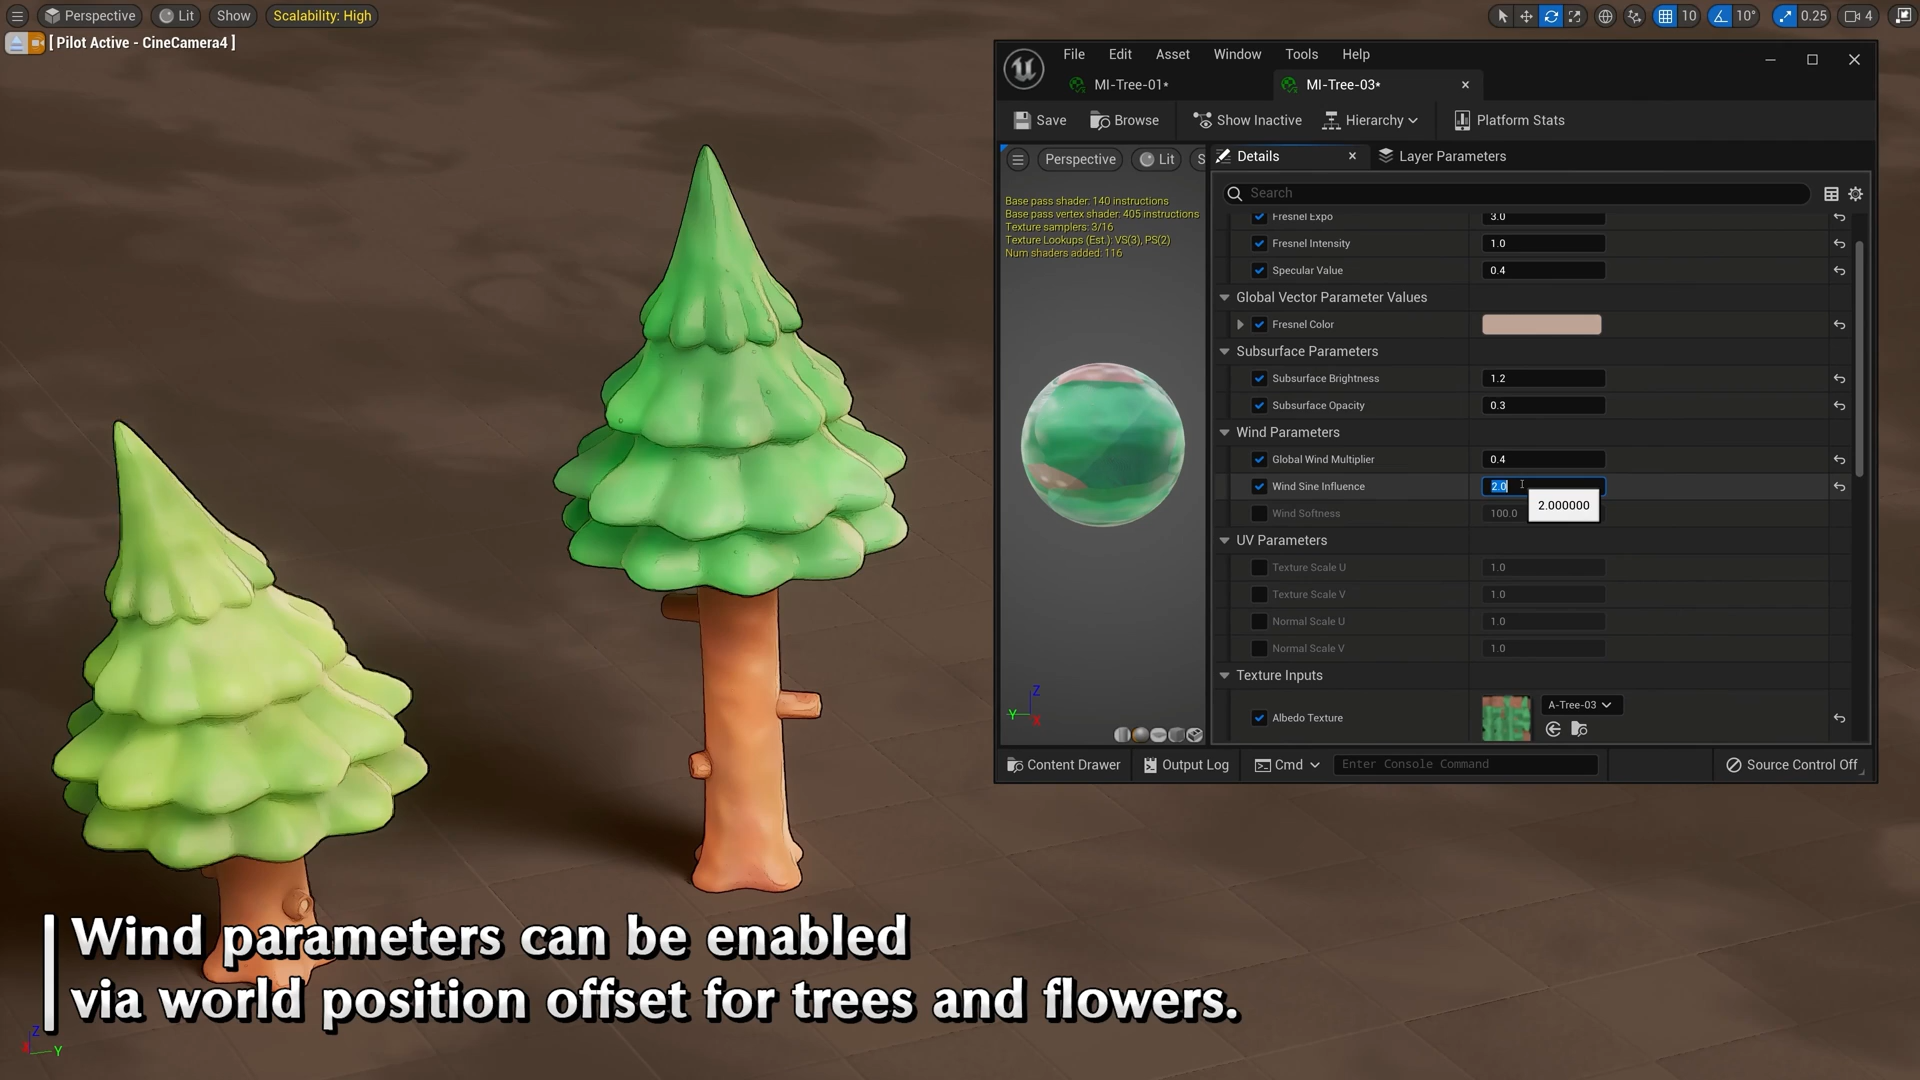 Perspective Lit Show Scalability: High
10 10° 0.25 4
[ Pilot Active - CineCamera4 ]
File Edit Asset Window Tools Help
MI-Tree-01* MI-Tree-03*
Save Browse Show Inactive Hierarchy Platform Stats
Perspective Lit S
Base pass shader: 140 instructions
Base pass vertex shader: 405 instructions
Texture samplers: 3/16
Texture Lookups (Est.): VS(3), PS(2)
Num shaders added: 116
Details Layer Parameters
Search
Fresnel Expo 3.0
Fresnel Intensity 1.0
Specular Value 0.4
Global Vector Parameter Values
Fresnel Color
Subsurface Parameters
Subsurface Brightness 1.2
Subsurface Opacity 0.3
Wind Parameters
Global Wind Multiplier 0.4
Wind Sine Influence 2.0
2.000000
Wind Softness 100.0
UV Parameters
Texture Scale U 1.0
Texture Scale V 1.0
Normal Scale U 1.0
Normal Scale V 1.0
Texture Inputs
Albedo Texture A-Tree-03
Z
Y
X
Content Drawer Output Log Cmd Enter Console Command Source Control Off
Wind parameters can be enabled
via world position offset for trees and flowers.
Z
X
Y